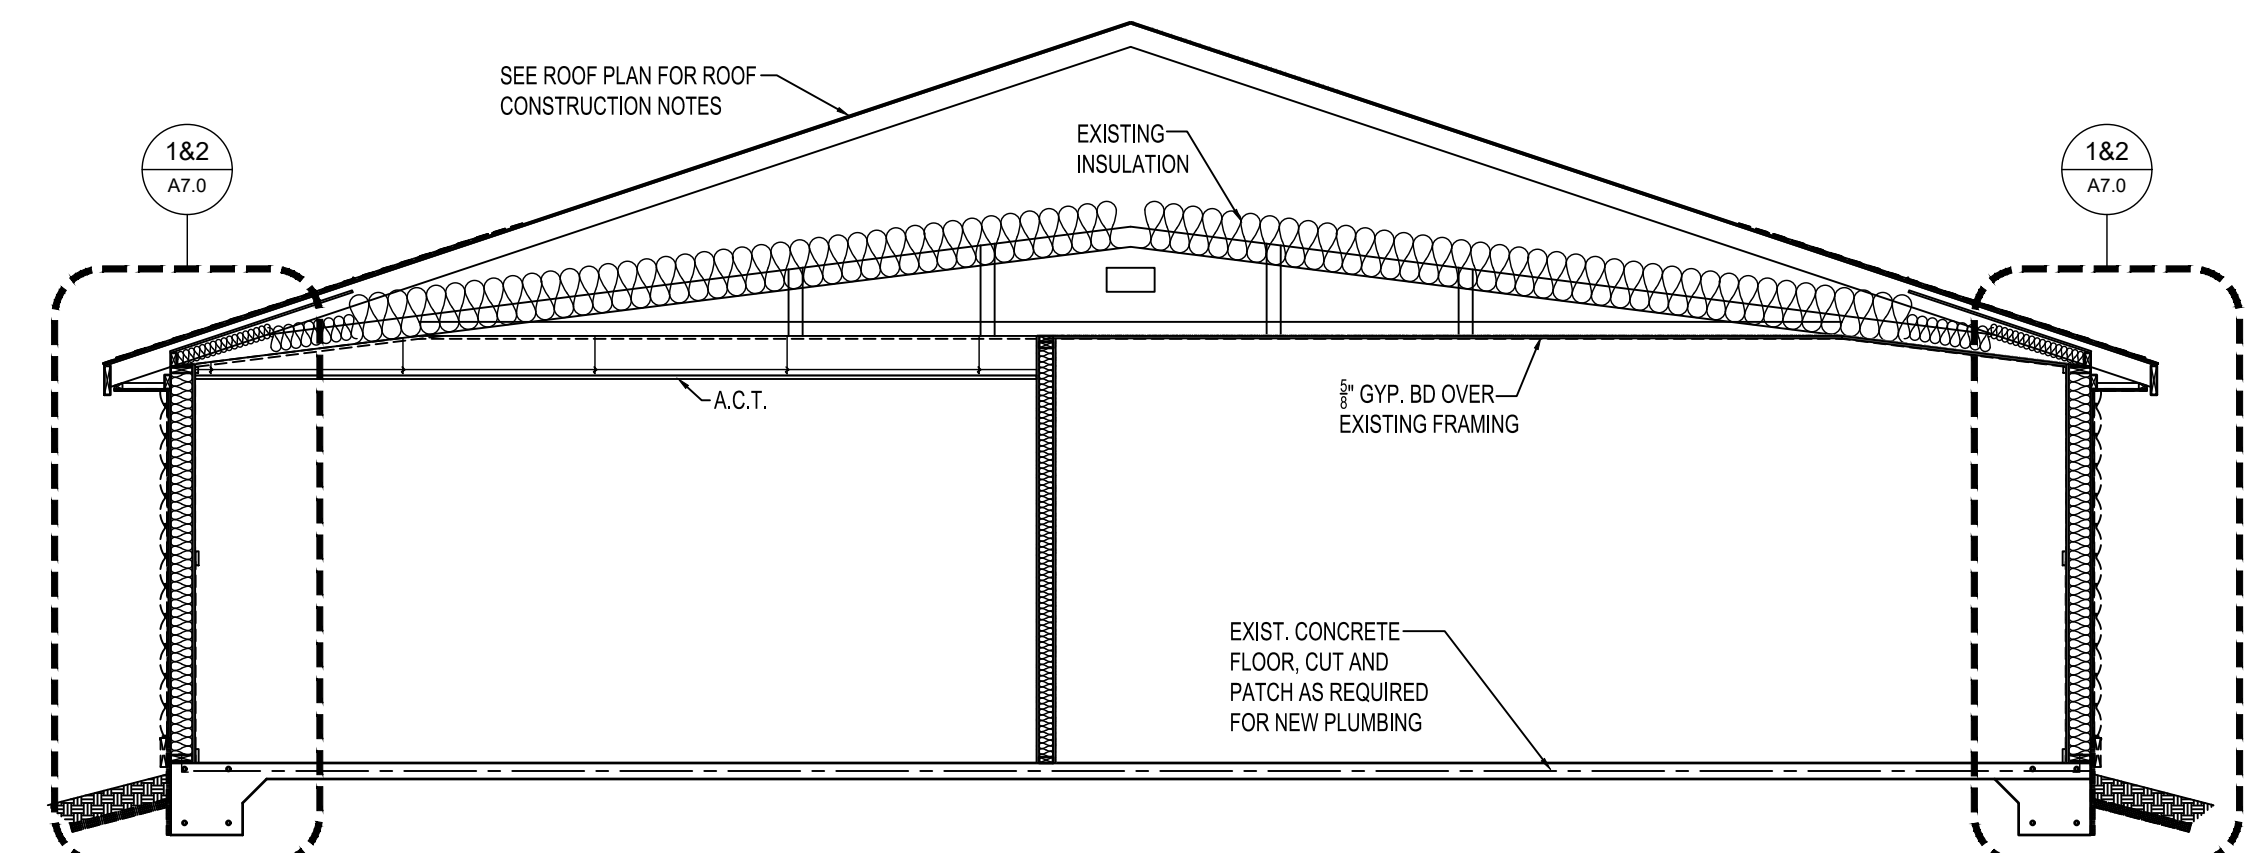 SEE ROOF PLAN FOR ROOF
CONSTRUCTION NOTES
EXISTING
INSULATION
1&2
A7.0
1&2
A7.0
A.C.T.
5/8" GYP. BD OVER
EXISTING FRAMING
EXIST. CONCRETE
FLOOR, CUT AND
PATCH AS REQUIRED
FOR NEW PLUMBING